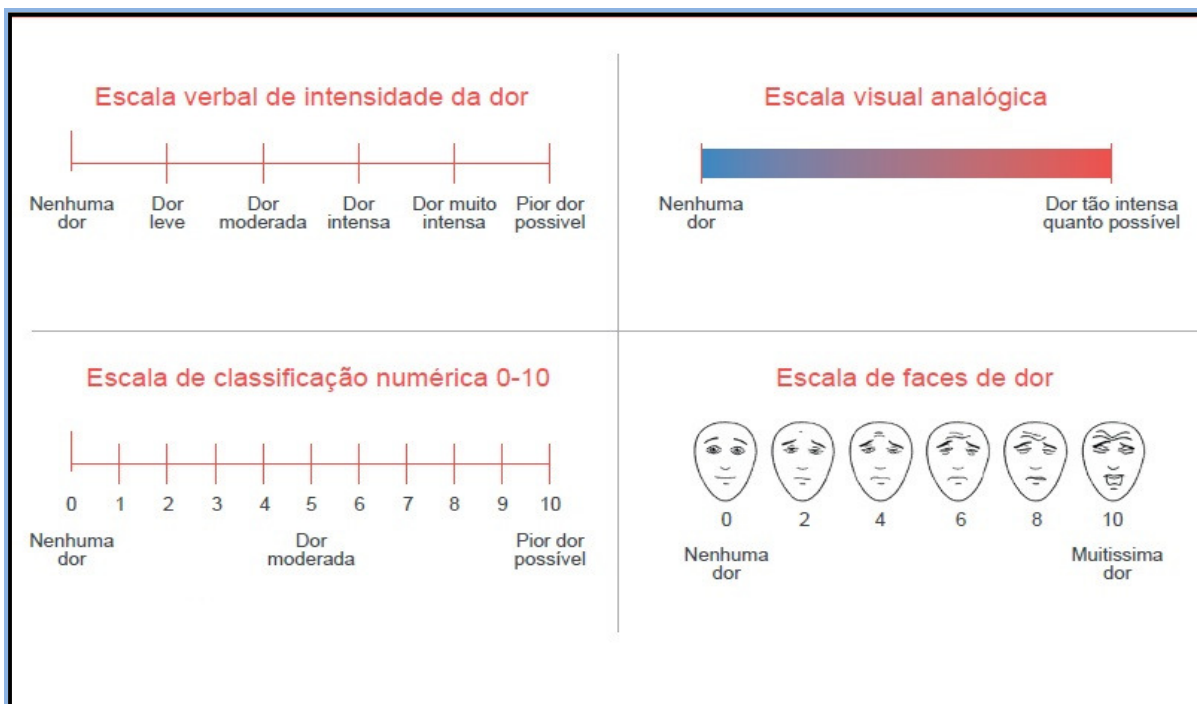 Escala verbal de intensidade da dor
Nenhuma dor
Dor leve
Dor moderada
Dor intensa
Dor muito intensa
Pior dor possivel
Escala visual analógica
Nenhuma dor
Dor tão intensa quanto possível
Escala de classificação numérica 0-10
0 1 2 3 4 5 6 7 8 9 10
Nenhuma dor
Dor moderada
Pior dor possível
Escala de faces de dor
0 2 4 6 8 10
Nenhuma dor
Muitissima dor